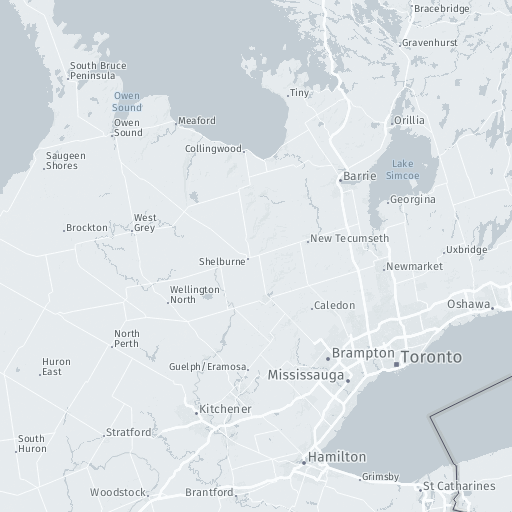 Bracebridge
Gravenhurst
South Bruce
Peninsula
Tiny
Owen
Sound
Orillia
Meaford
Owen
Sound
Collingwood
Saugeen
Shores
Lake
Simcoe
Barrie
Georgina
West
Grey
Brockton
New Tecumseth
Uxbridge
Shelburne
Newmarket
Wellington
North
Caledon
Oshawa
North
Perth
Brampton
Toronto
Huron
East
Guelph/Eramosa
Mississauga
Kitchener
Stratford
South
Huron
Hamilton
Grimsby
St Catharines
Woodstock
Brantford